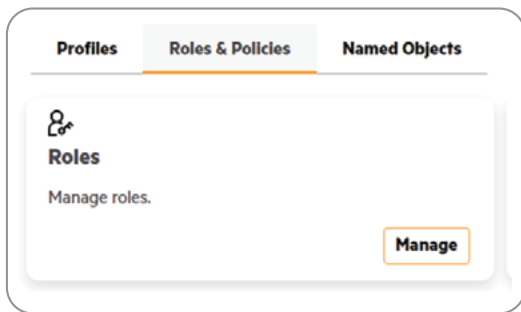 Profiles Roles & Policies Named Objects
Roles
Manage roles.
Manage